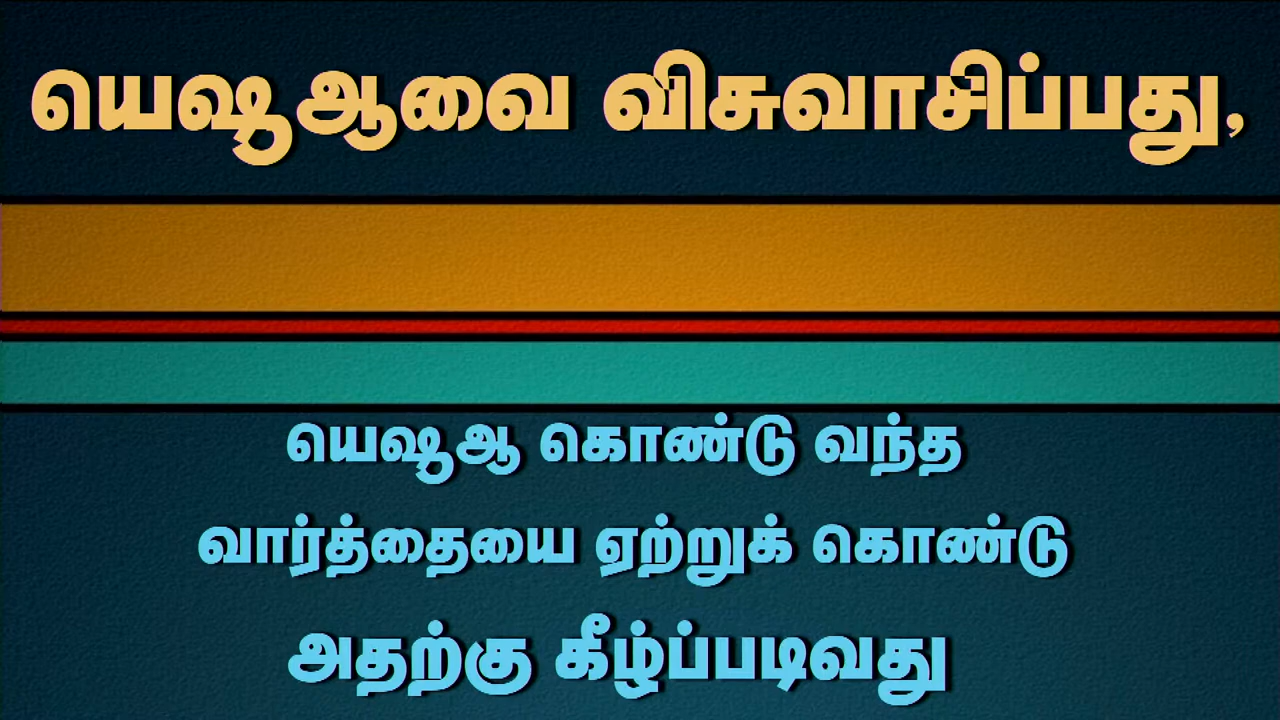 யெஷூஆவை விசுவாசிப்பது,
யெஷூஆ கொண்டு வந்த
வார்த்தையை ஏற்றுக் கொண்டு
அதற்கு கீழ்ப்படிவது